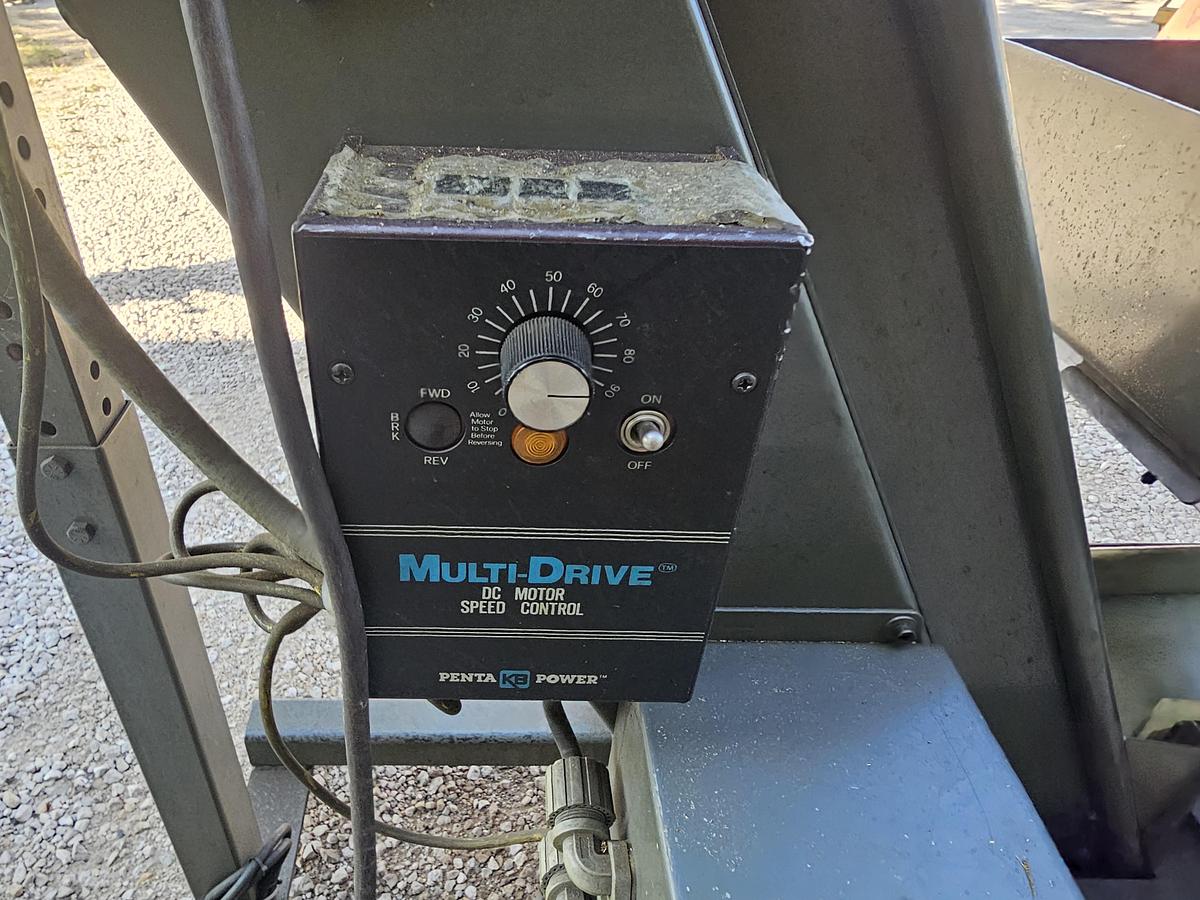 50
40
60
30
70
20
80
10
90
0
FWD
BRK
Allow
Motor
to Stop
Before
Reversing
REV
ON
OFF
MULTI-DRIVE™
DC MOTOR
SPEED CONTROL
PENTA KB POWER™